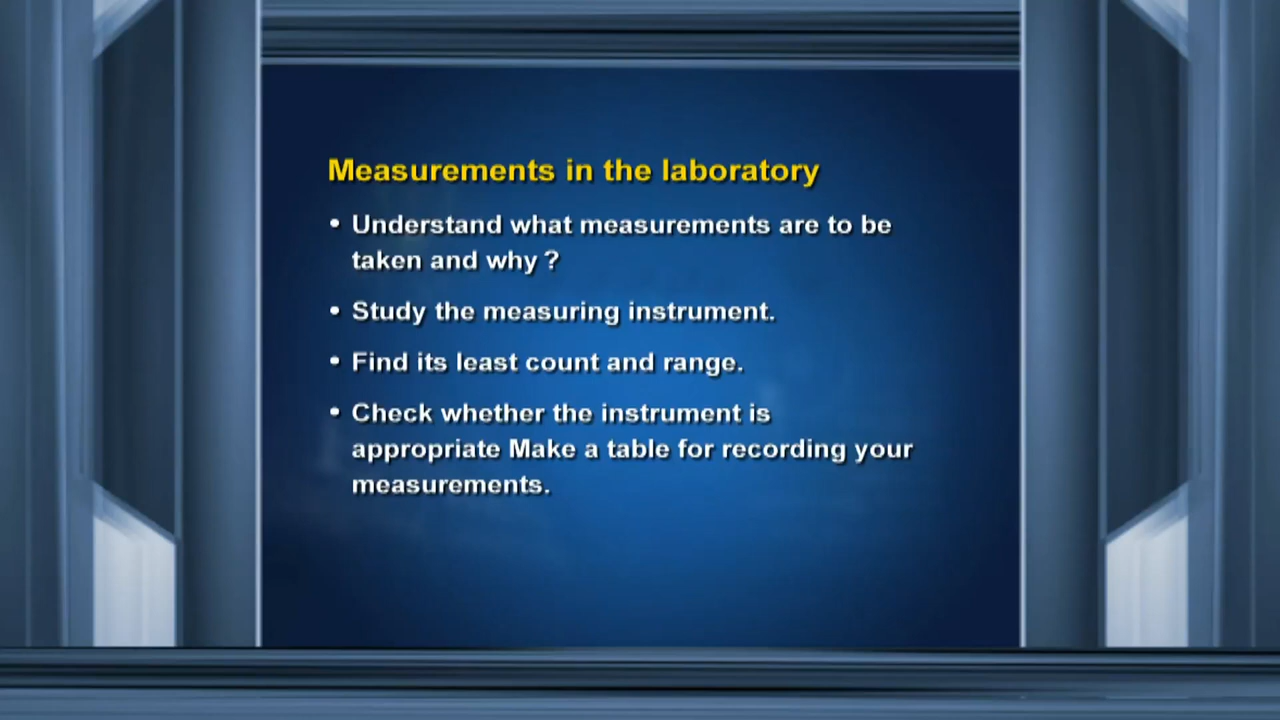 Measurements in the laboratory
• Understand what measurements are to be
taken and why ?
• Study the measuring instrument.
• Find its least count and range.
• Check whether the instrument is
appropriate Make a table for recording your
measurements.